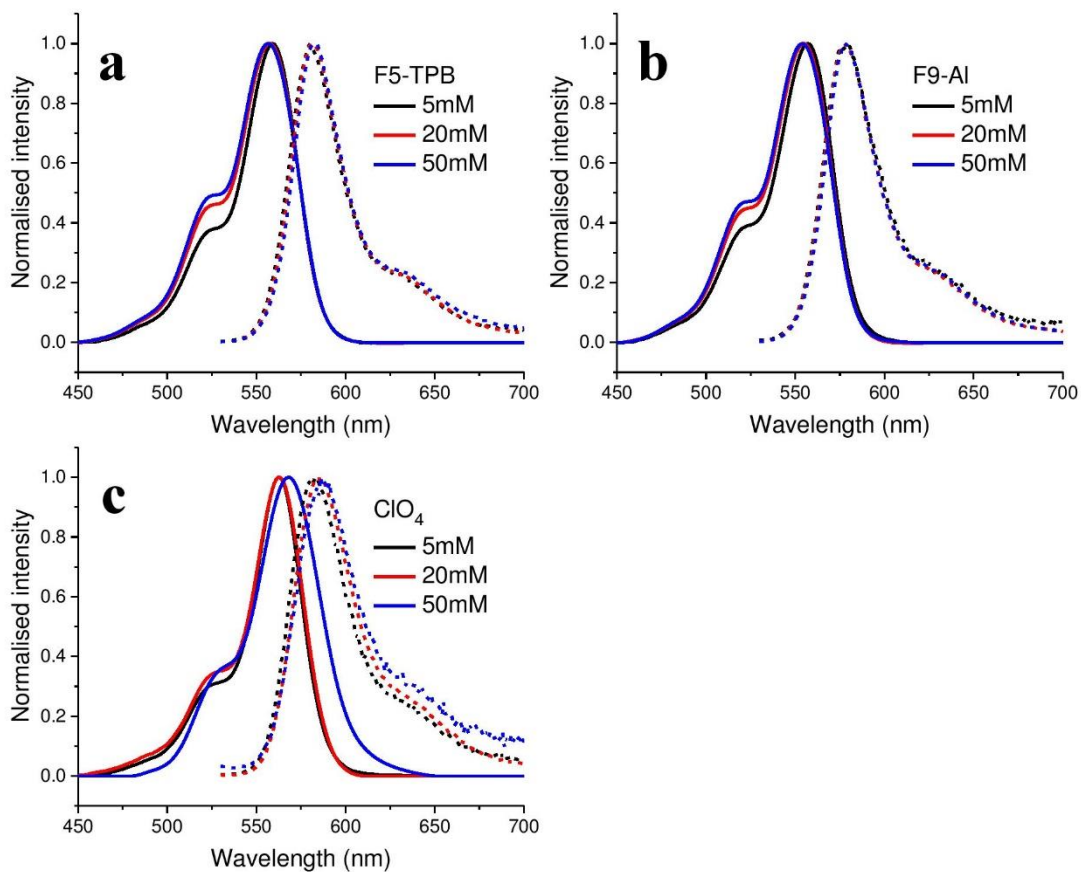 a
F5-TPB
5mM
20mM
50mM
1.0
0.8
0.6
0.4
0.2
0.0
Normalised intensity
450 500 550 600 650 700
Wavelength (nm)
b
F9-Al
5mM
20mM
50mM
1.0
0.8
0.6
0.4
0.2
0.0
Normalised intensity
450 500 550 600 650 700
Wavelength (nm)
c
ClO₄
5mM
20mM
50mM
1.0
0.8
0.6
0.4
0.2
0.0
Normalised intensity
450 500 550 600 650 700
Wavelength (nm)